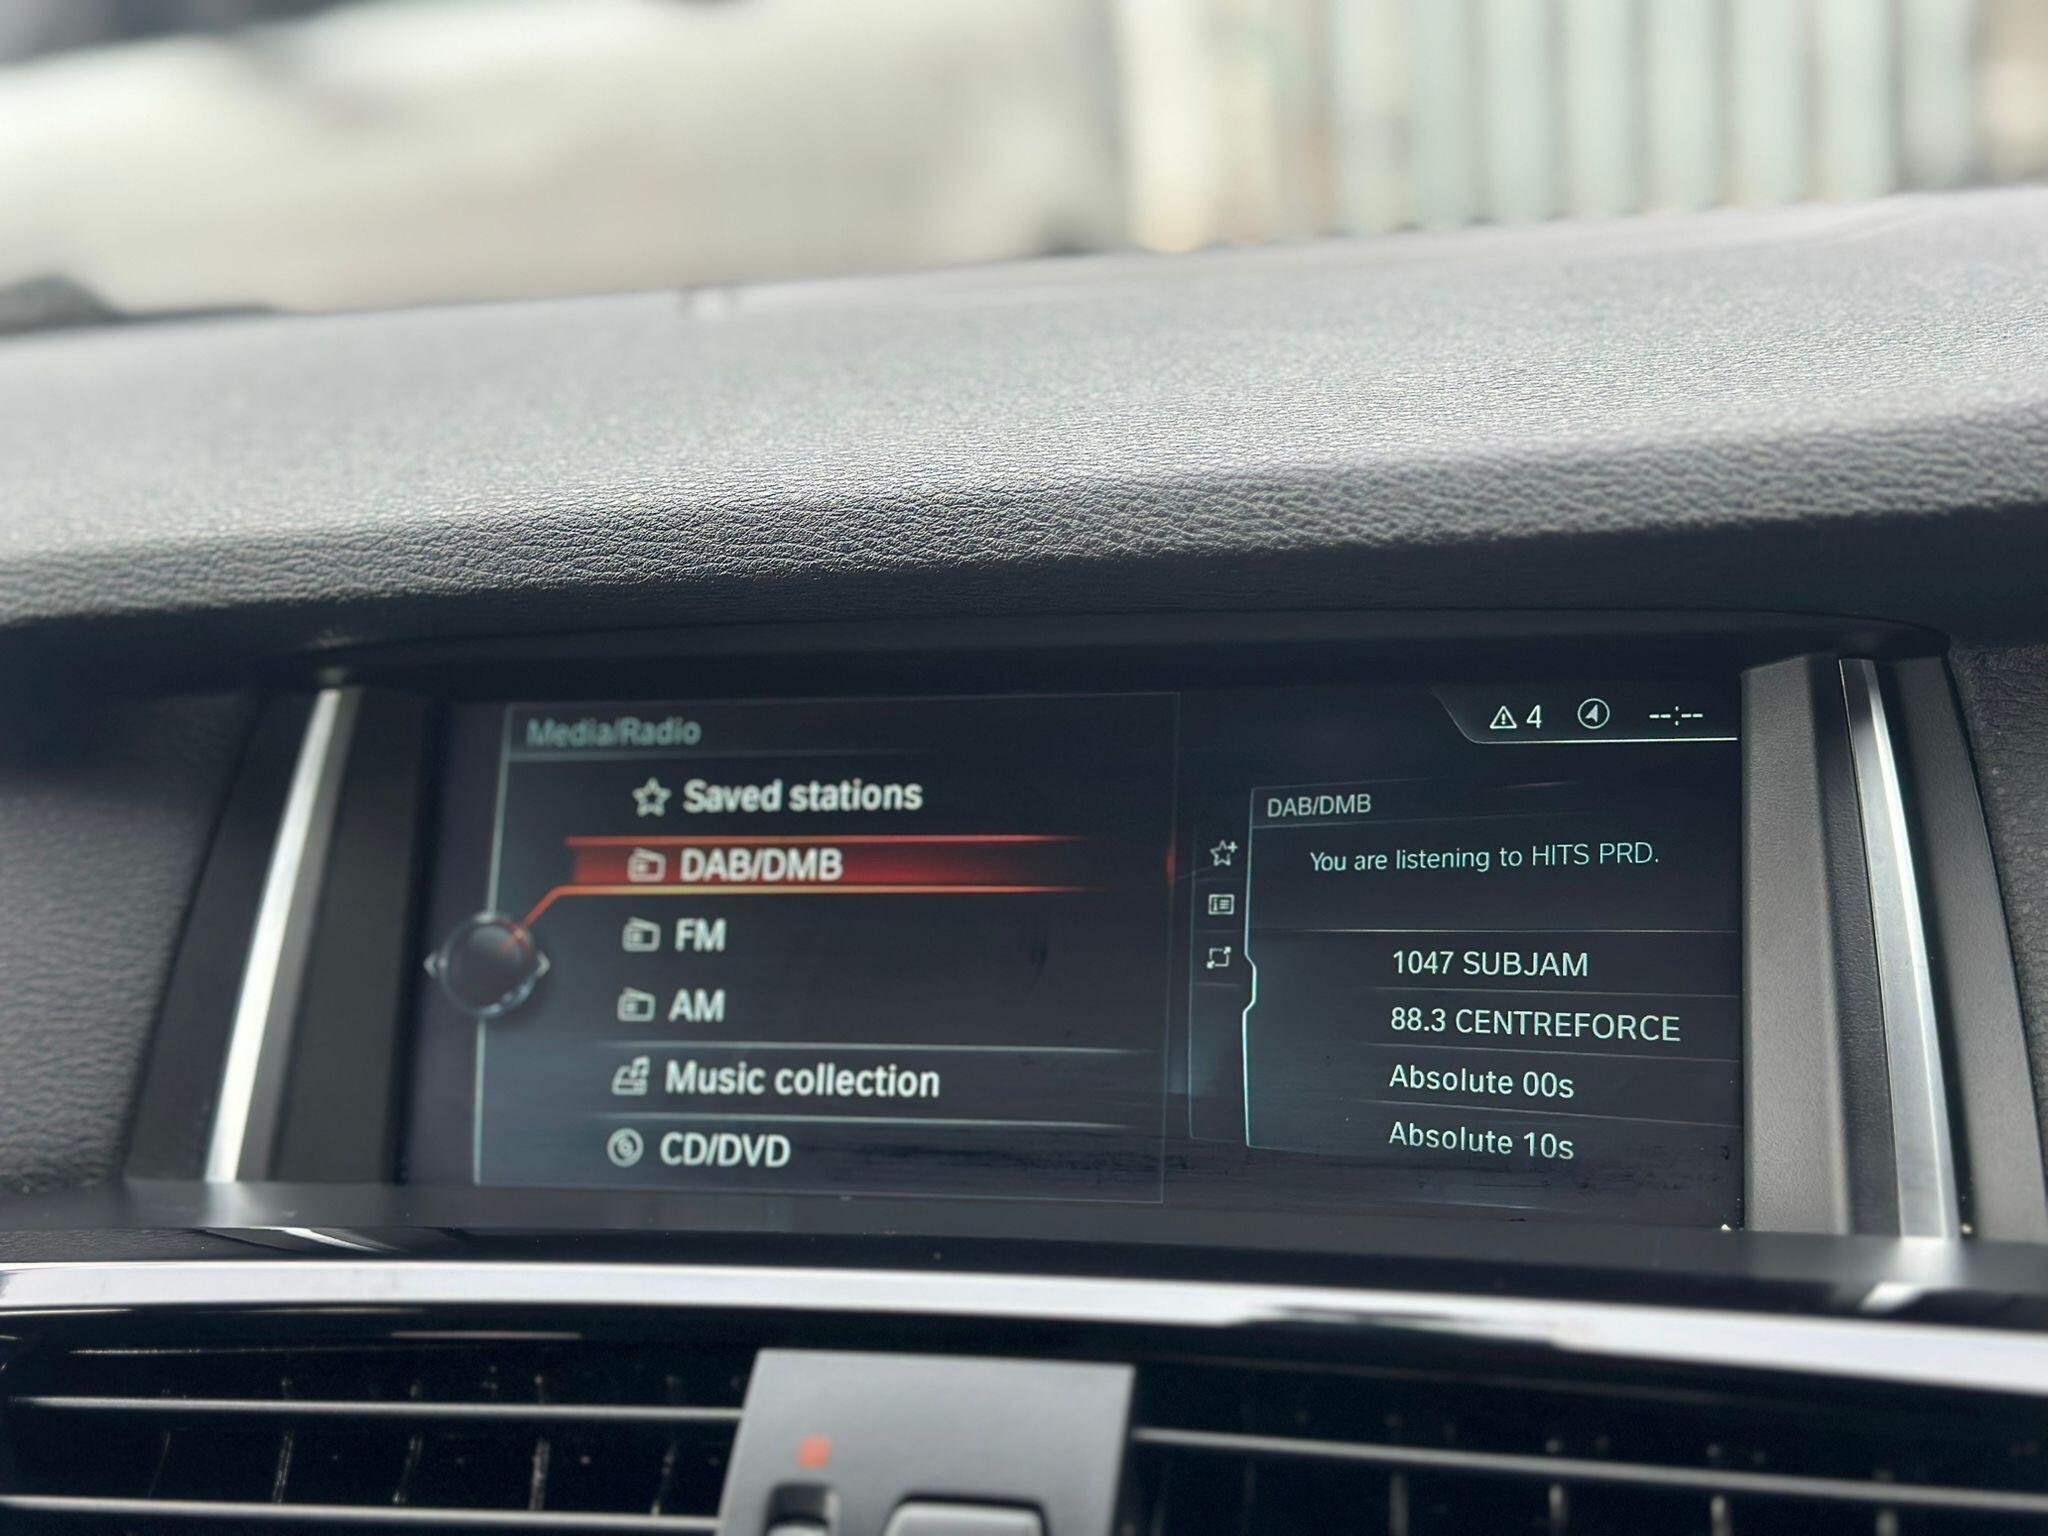 Media/Radio
Saved stations
DAB/DMB
FM
AM
Music collection
CD/DVD
4 --:--
DAB/DMB
You are listening to HITS PRD.
1047 SUBJAM
88.3 CENTREFORCE
Absolute 00s
Absolute 10s